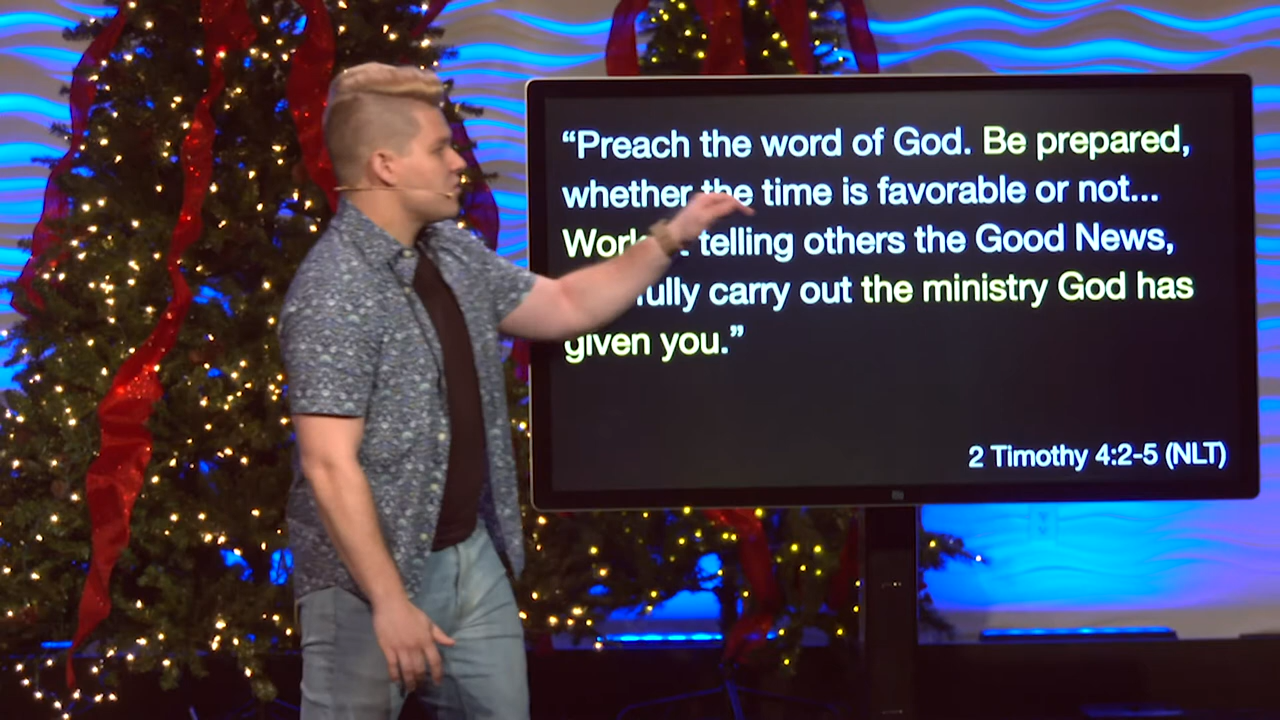 “Preach the word of God. Be prepared,
whether the time is favorable or not...
telling others the Good News,
carry out the ministry God has
given you.”
2 Timothy 4:2-5 (NLT)